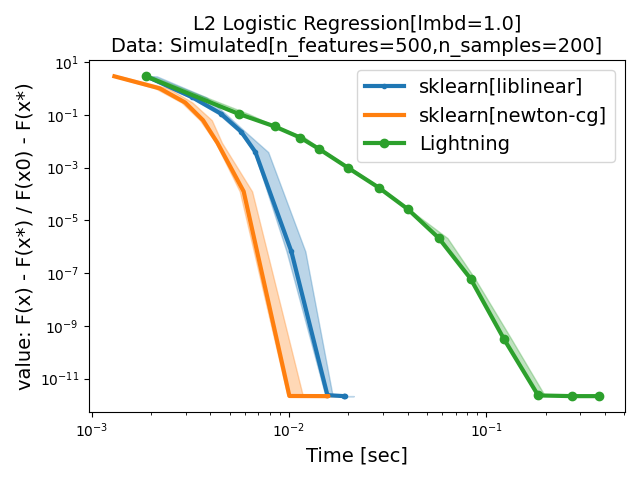 L2 Logistic Regression[lmbd=1.0]
Data: Simulated[n_features=500,n_samples=200]
value: F(x) - F(x*) / F(x0) - F(x*)
10^1
10^-1
10^-3
10^-5
10^-7
10^-9
10^-11
sklearn[liblinear]
sklearn[newton-cg]
Lightning
10^-3
10^-2
10^-1
Time [sec]